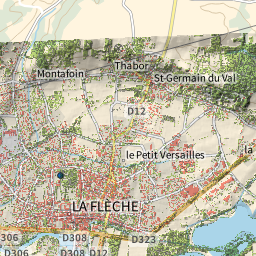 Thabor
Montafoin
St-Germain du Val
D12
le Petit Versailles
la
LA FLÈCHE
306
D308
D323
D306
D308 D12